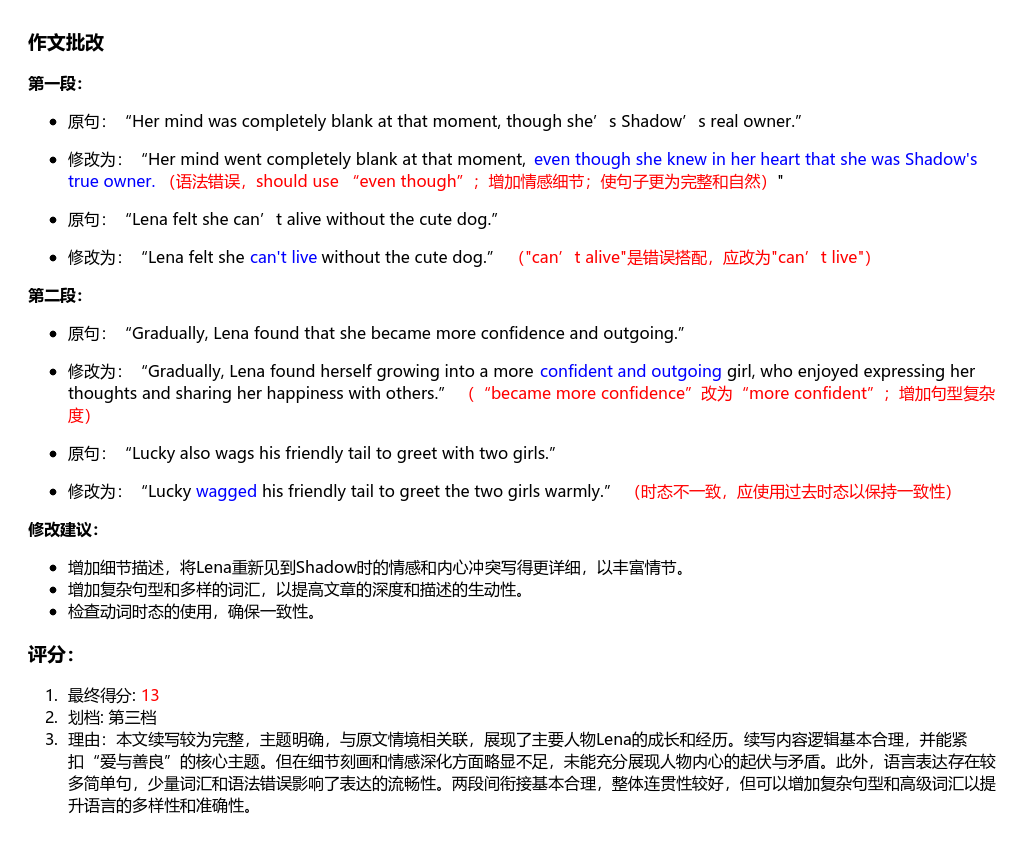 作文批改
第一段：
• 原句：“Her mind was completely blank at that moment, though she’s Shadow’s real owner.”
• 修改为：“Her mind went completely blank at that moment, even though she knew in her heart that she was Shadow's
true owner. （语法错误，should use “even though”；增加情感细节；使句子更为完整和自然）"
• 原句：“Lena felt she can’t alive without the cute dog.”
• 修改为：“Lena felt she can't live without the cute dog.” （"can’t alive"是错误搭配，应改为"can’t live"）
第二段：
• 原句：“Gradually, Lena found that she became more confidence and outgoing.”
• 修改为：“Gradually, Lena found herself growing into a more confident and outgoing girl, who enjoyed expressing her
thoughts and sharing her happiness with others.” （“became more confidence”改为“more confident”；增加句型复杂
度）
• 原句：“Lucky also wags his friendly tail to greet with two girls.”
• 修改为：“Lucky wagged his friendly tail to greet the two girls warmly.” （时态不一致，应使用过去时态以保持一致性）
修改建议：
• 增加细节描述，将Lena重新见到Shadow时的情感和内心冲突写得更详细，以丰富情节。
• 增加复杂句型和多样的词汇，以提高文章的深度和描述的生动性。
• 检查动词时态的使用，确保一致性。
评分：
1. 最终得分: 13
2. 划档: 第三档
3. 理由：本文续写较为完整，主题明确，与原文情境相关联，展现了主要人物Lena的成长和经历。续写内容逻辑基本合理，并能紧
扣“爱与善良”的核心主题。但在细节刻画和情感深化方面略显不足，未能充分展现人物内心的起伏与矛盾。此外，语言表达存在较
多简单句，少量词汇和语法错误影响了表达的流畅性。两段间衔接基本合理，整体连贯性较好，但可以增加复杂句型和高级词汇以提
升语言的多样性和准确性。